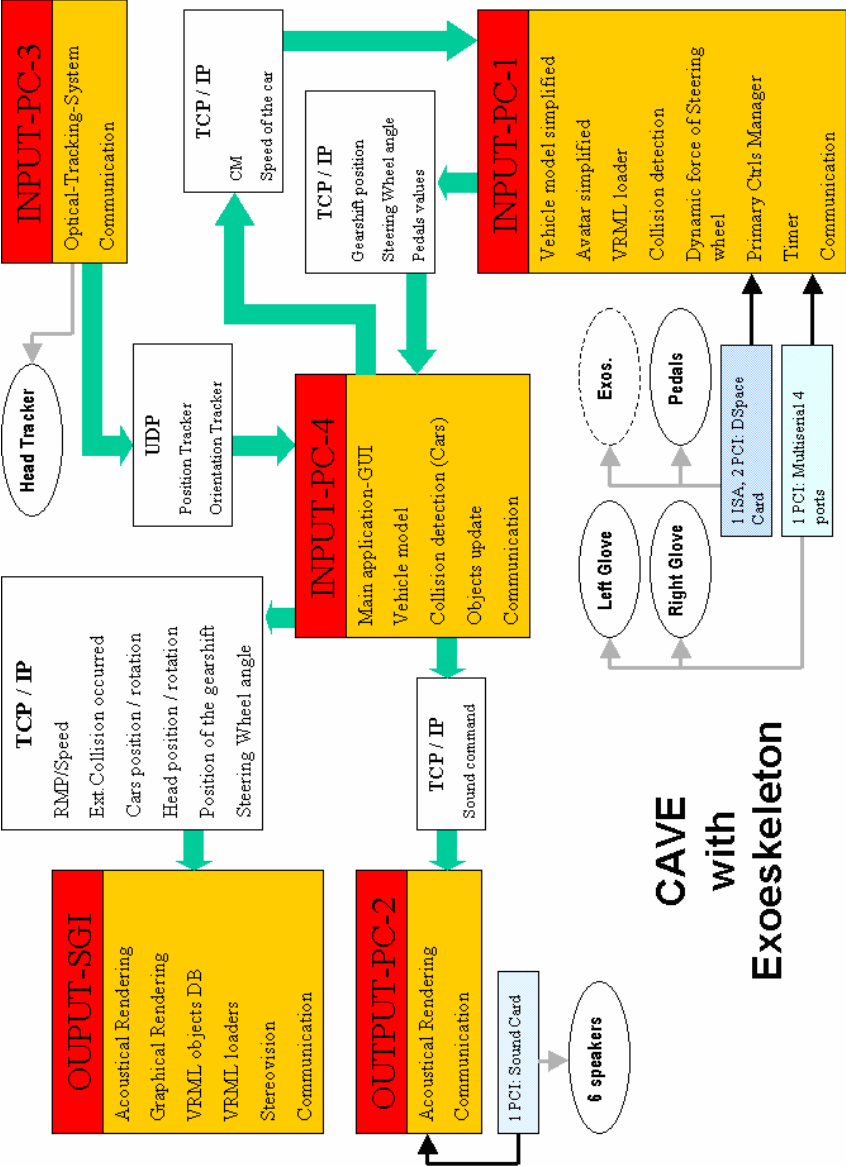 OUPUT-SGI
Acoustical Rendering
Graphical Rendering
VRML objects DB
VRML loaders
Stereovision
Communication
TCP / IP
RMP/Speed
Ext.Collision occurred
Cars position / rotation
Head position / rotation
Position of the gearshift
Steering Wheel angle
Head Tracker
INPUT-PC-3
Optical-Tracking-System
Communication
UDP
Position Tracker
Orientation Tracker
TCP / IP
CM
Speed of the car
INPUT-PC-4
Main application-GUI
Vehicle model
Collision detection (Cars)
Objects update
Communication
TCP / IP
Gearshift position
Steering Wheel angle
Pedals values
OUTPUT-PC-2
Acoustical Rendering
Communication
TCP / IP
Sound command
1 PCI: Sound Card
6 speakers
INPUT-PC-1
Vehicle model simplified
Avatar simplified
VRML loader
Collision detection
Dynamic force of Steering
wheel
Primary Ctrls Manager
Timer
Communication
Left Glove
Right Glove
Exos.
Pedals
1 ISA, 2 PCI: DSpace
Card
1 PCI: Multiserial 4
ports
CAVE
with
Exoeskeleton